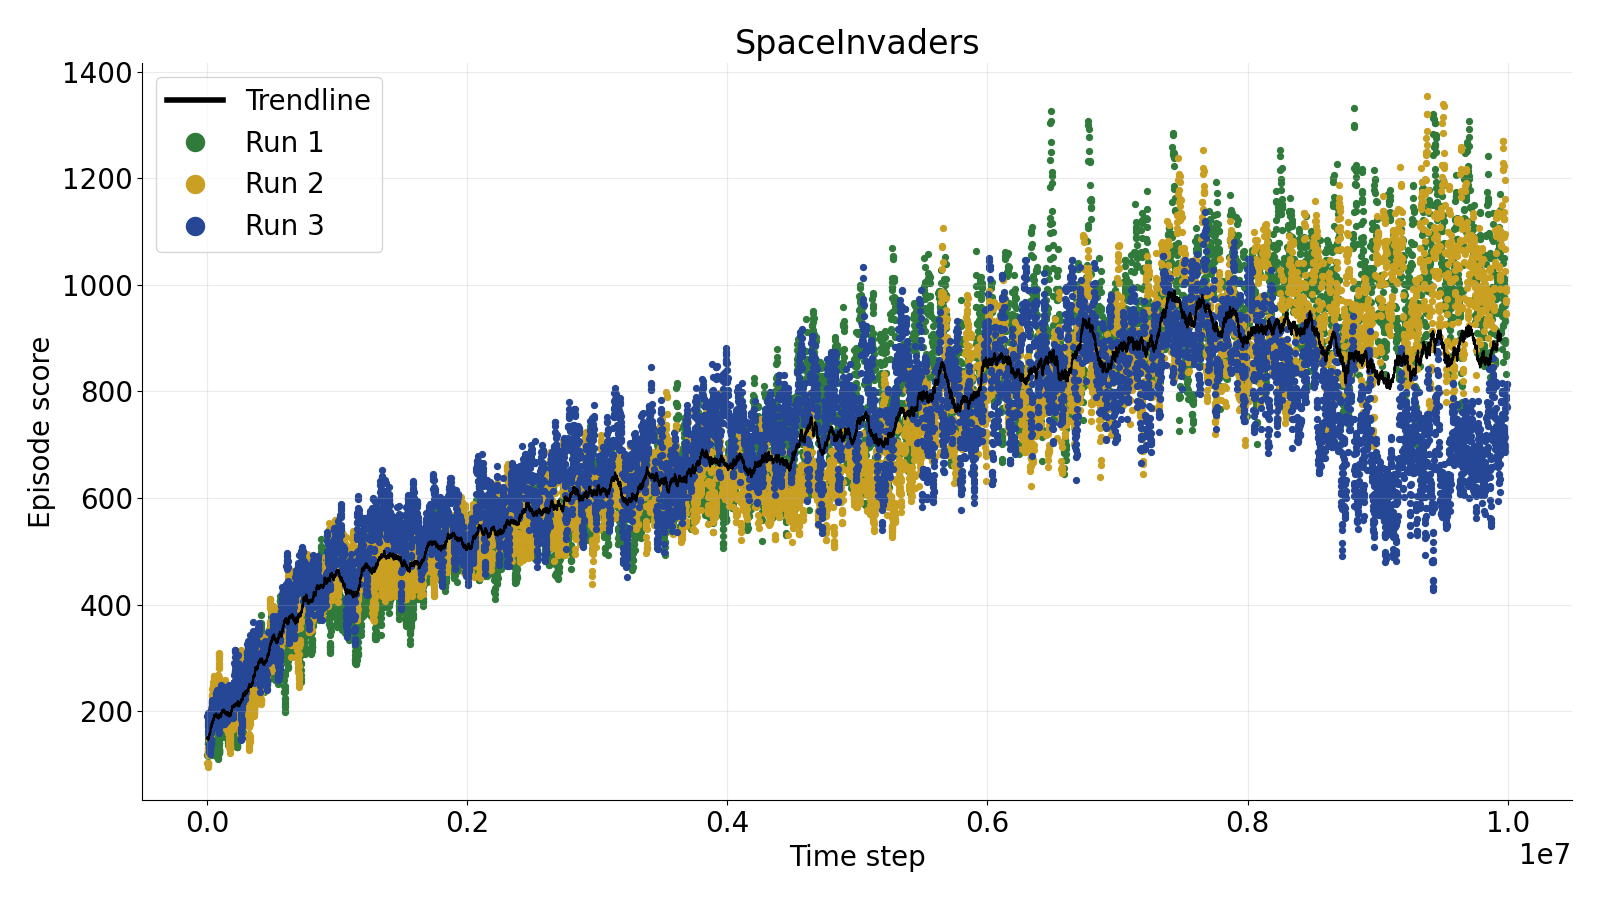 SpaceInvaders
1400
1200
1000
800
600
400
200
Episode score
Trendline
Run 1
Run 2
Run 3
0.0
0.2
0.4
0.6
0.8
1.0
Time step
1e7